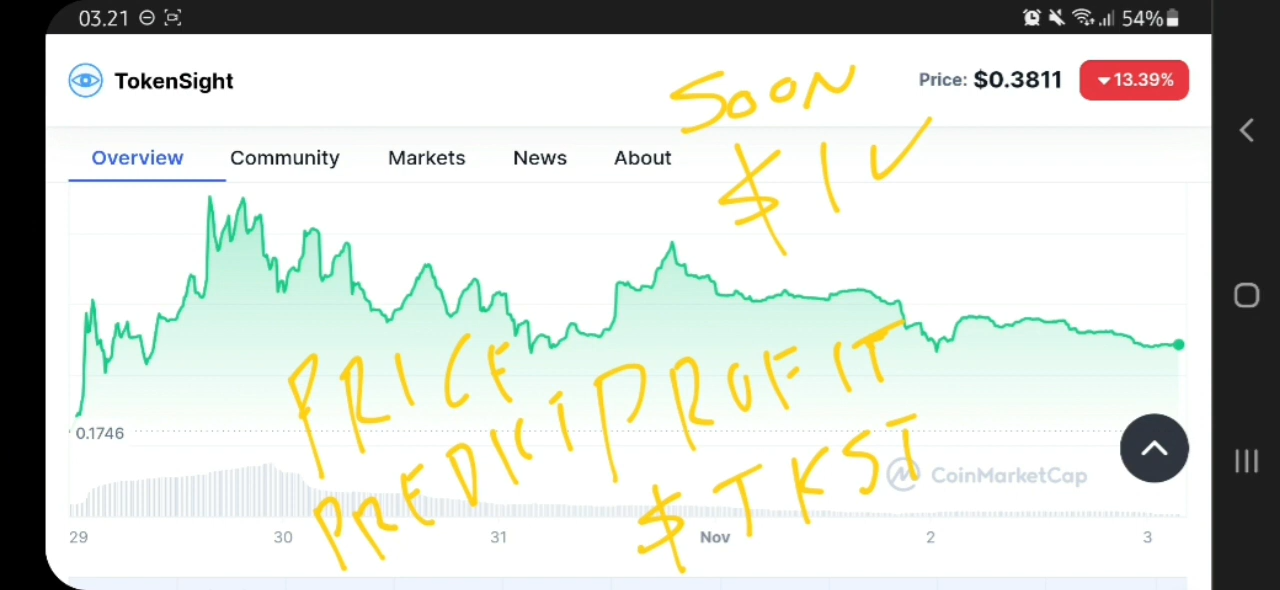 03.21 54%
TokenSight Price: $0.3811 13.39%
SOON
Overview Community Markets News About
$1
PRICE
PREDIKTI PROFIT
0.1746
$TKST
CoinMarketCap
29 30 31 Nov 2 3